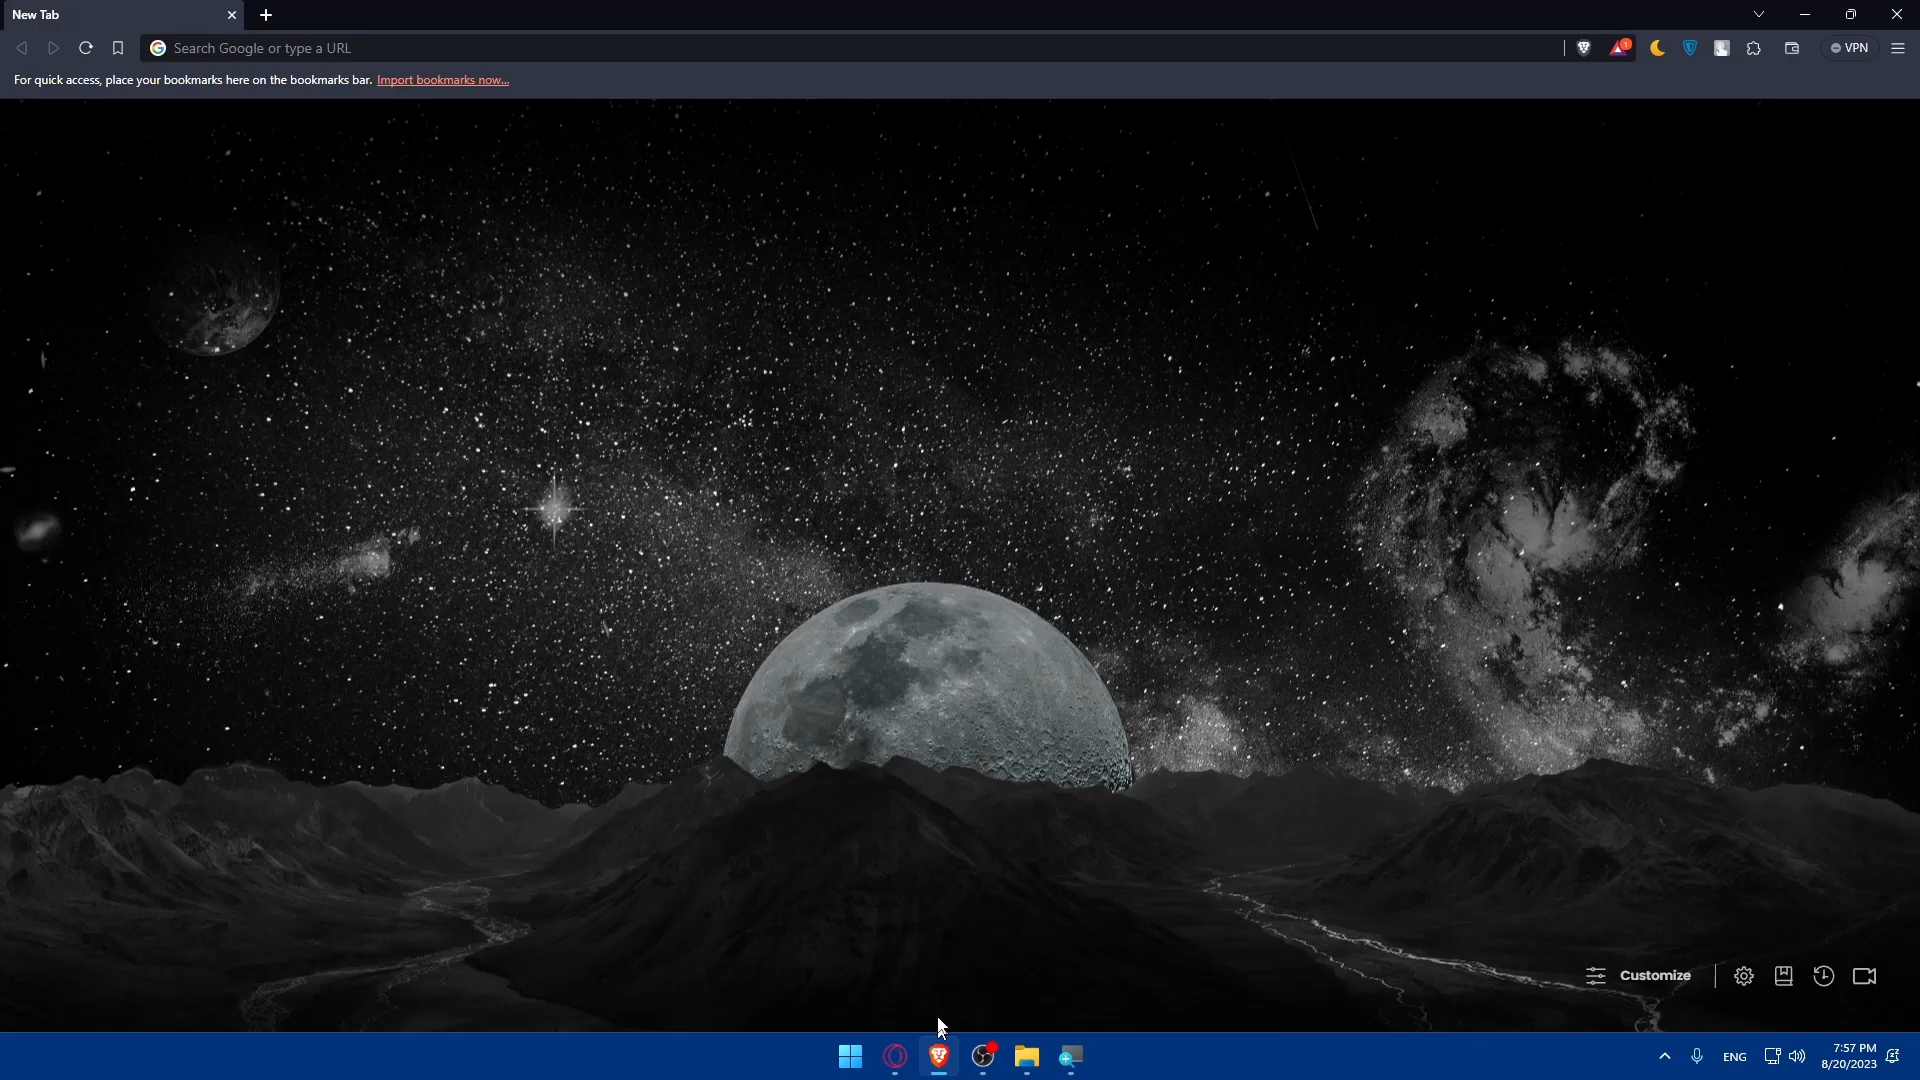 New Tab
Search Google or type a URL
1
VPN
For quick access, place your bookmarks here on the bookmarks bar. Import bookmarks now...
Customize
ENG
7:57 PM
8/20/2023